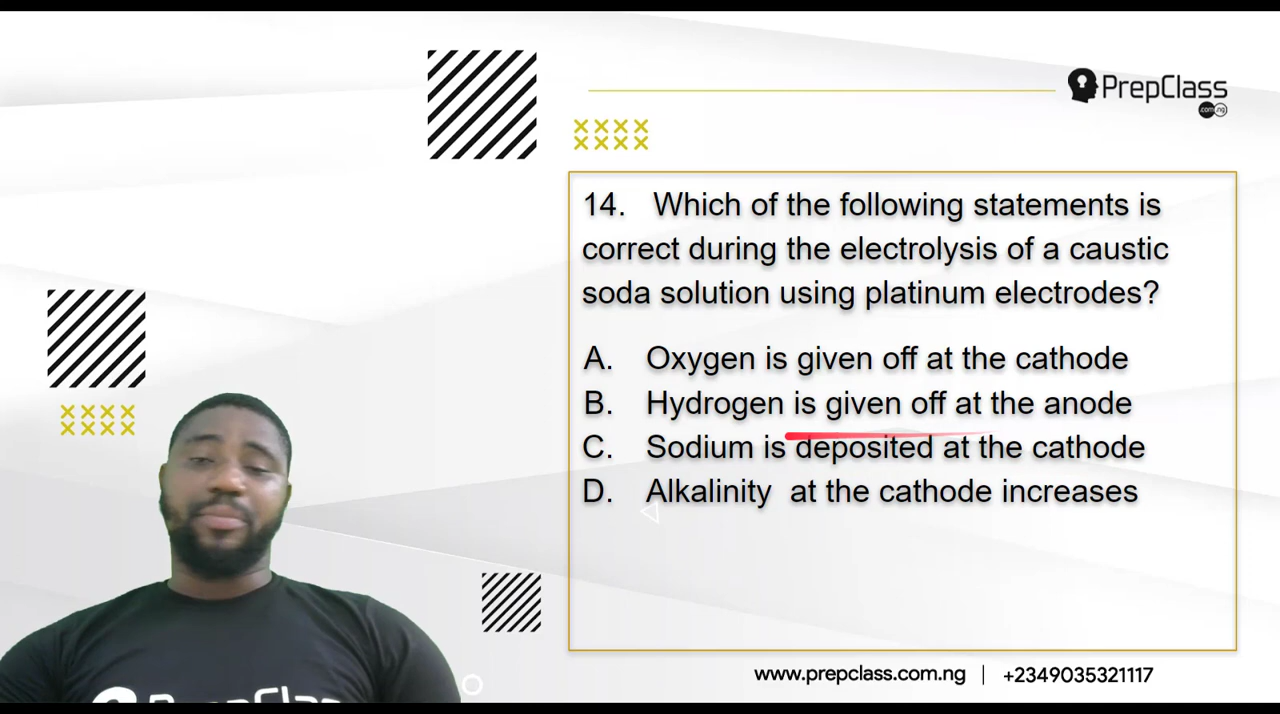 PrepClass
.com.ng
14. Which of the following statements is
correct during the electrolysis of a caustic
soda solution using platinum electrodes?
A. Oxygen is given off at the cathode
B. Hydrogen is given off at the anode
C. Sodium is deposited at the cathode
D. Alkalinity at the cathode increases
www.prepclass.com.ng | +2349035321117